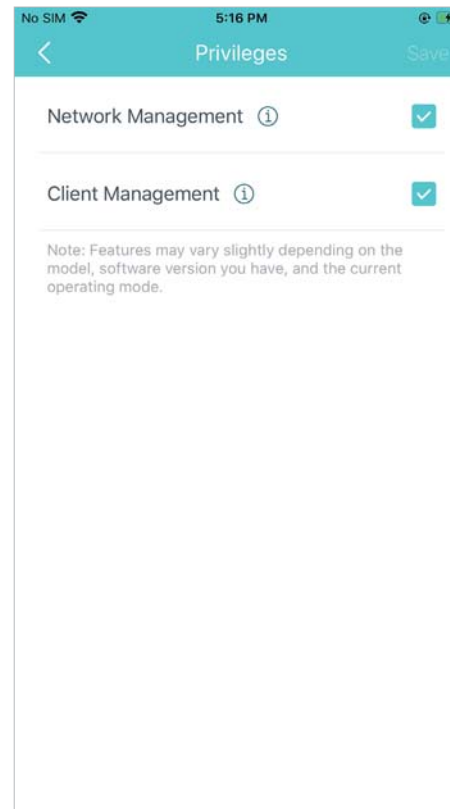 No SIM 5:16 PM
Privileges Save
Network Management
Client Management
Note: Features may vary slightly depending on the
model, software version you have, and the current
operating mode.